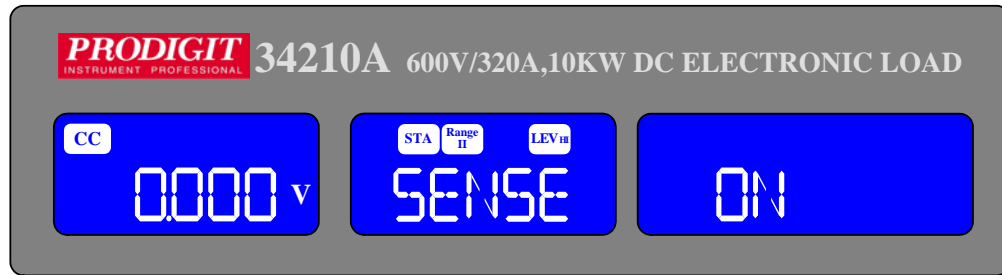 PRODIGIT
INSTRUMENT PROFESSIONAL
34210A 600V/320A,10KW DC ELECTRONIC LOAD
CC
0.000 V
STA Range II LEV HI
SENSE
ON